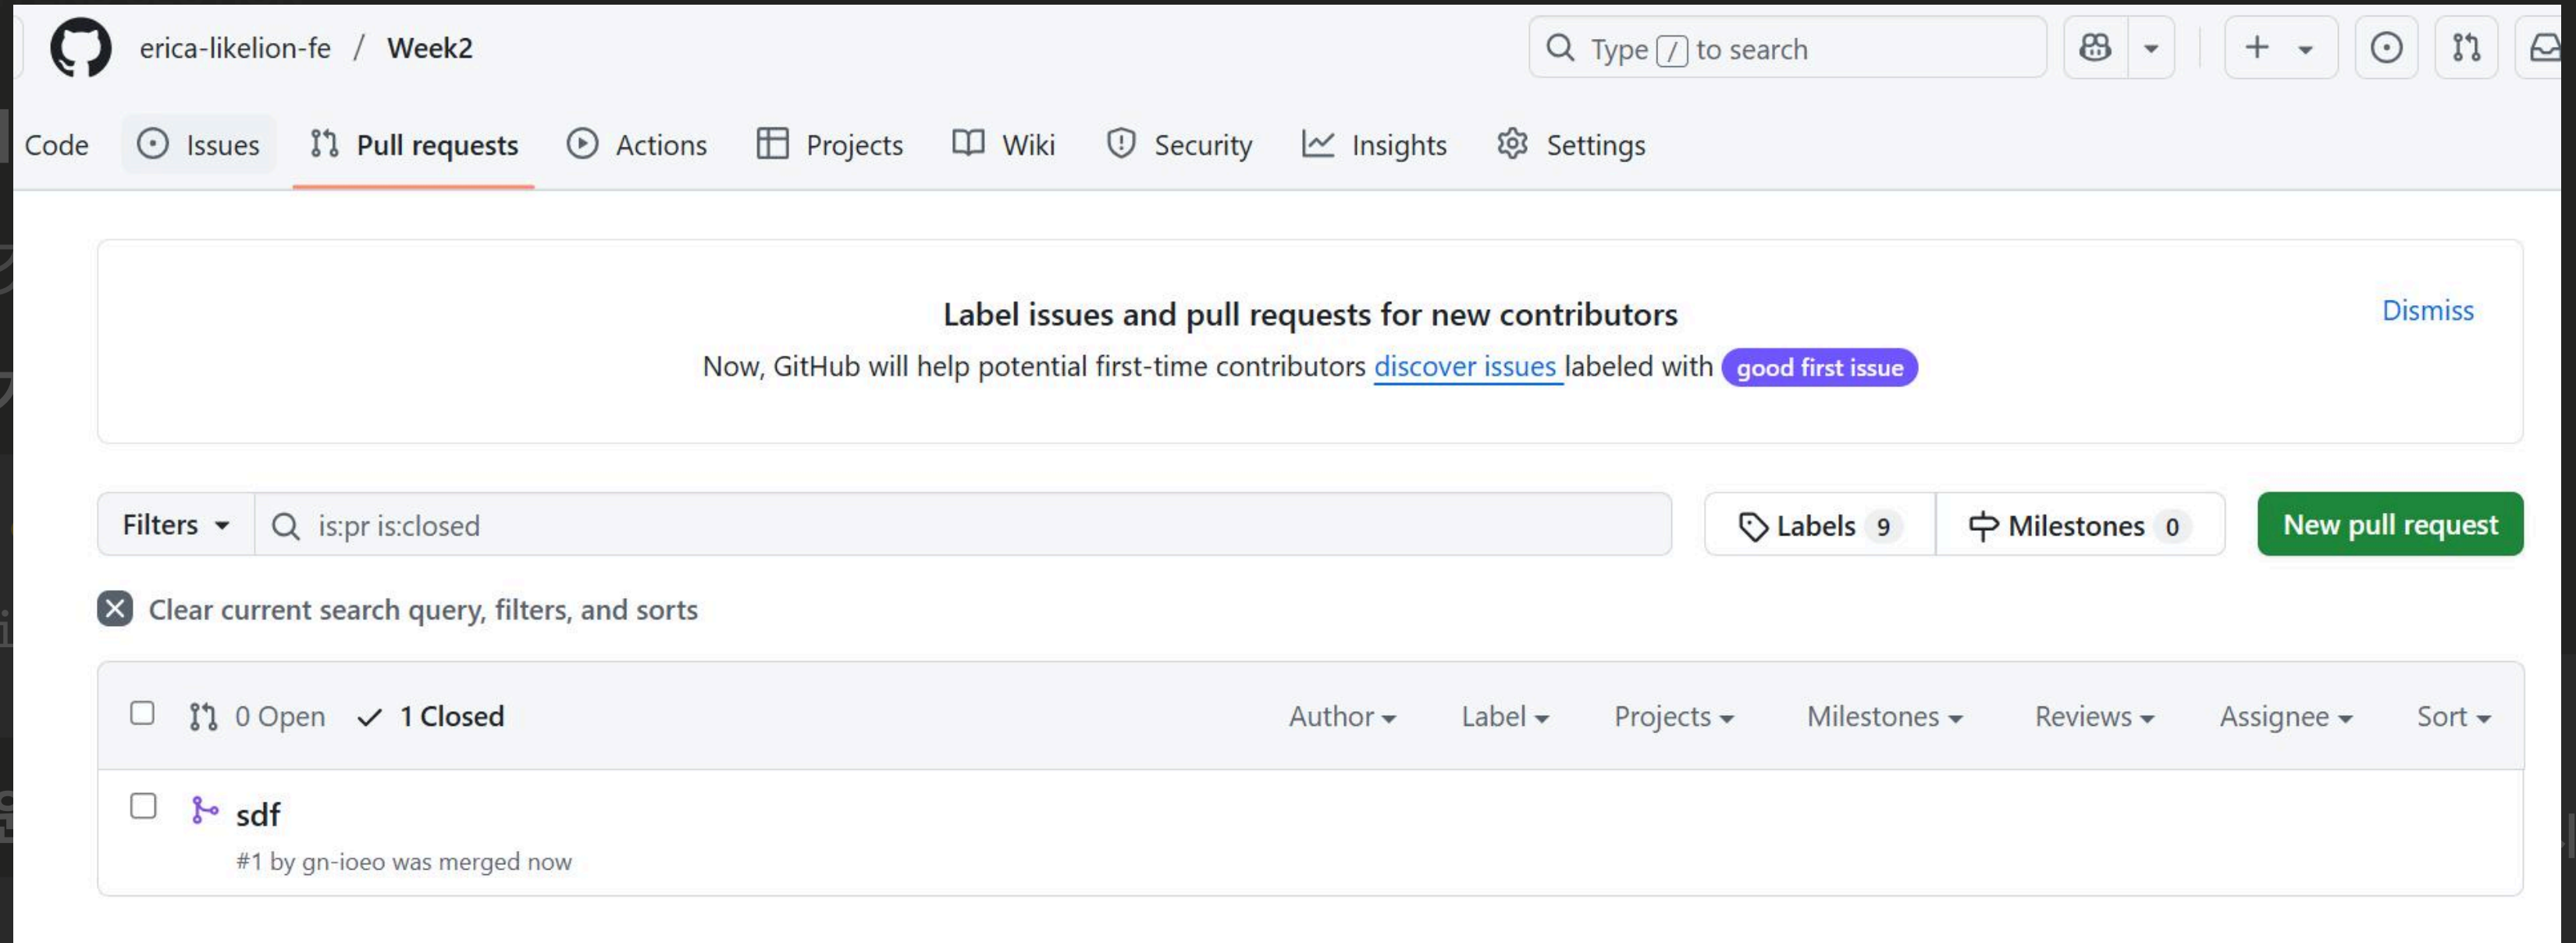 erica-likelion-fe / Week2
Type / to search
Code Issues Pull requests Actions Projects Wiki Security Insights Settings
Label issues and pull requests for new contributors
Dismiss
Now, GitHub will help potential first-time contributors discover issues labeled with good first issue
Filters is:pr is:closed Labels 9 Milestones 0 New pull request
Clear current search query, filters, and sorts
0 Open 1 Closed Author Label Projects Milestones Reviews Assignee Sort
sdf
#1 by gn-ioeo was merged now